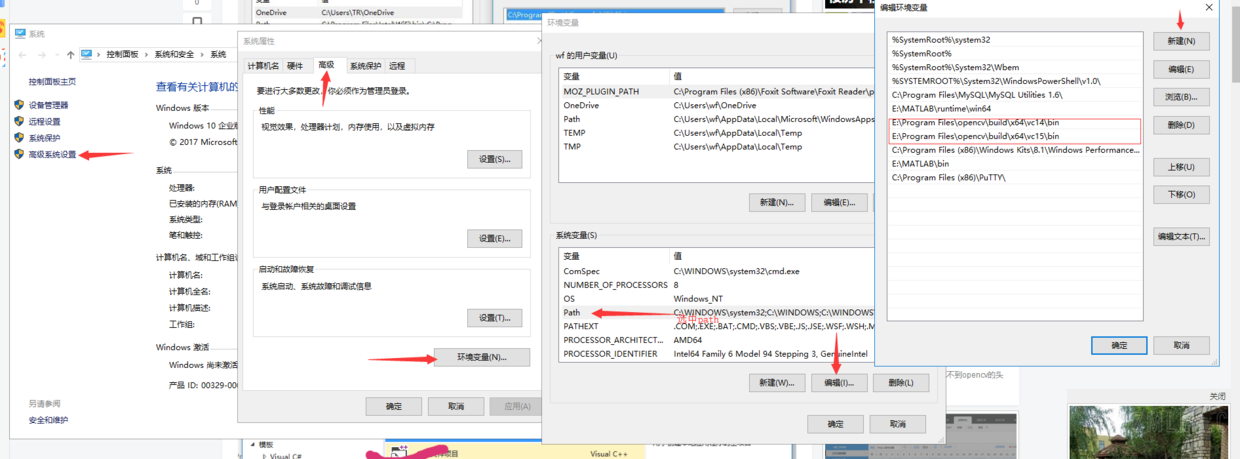 变量
值
OneDrive
C:\Users\TR\OneDrive
系统
控制面板
系统和安全
系统
控制面板主页
设备管理器
远程设置
系统保护
高级系统设置
另请参阅
安全和维护
查看有关计算机的
Windows 版本
Windows 10 企业版
© 2017 Microsoft
系统
处理器:
已安装的内存(RAM
系统类型:
笔和触控:
计算机名、域和工作组设
计算机名:
计算机全名:
计算机描述:
工作组:
Windows 激活
Windows 尚未激活
产品 ID: 00329-000
系统属性
计算机名
硬件
高级
系统保护
远程
要进行大多数更改，你必须作为管理员登录。
性能
视觉效果，处理器计划，内存使用，以及虚拟内存
设置(S)...
用户配置文件
与登录帐户相关的桌面设置
设置(E)...
启动和故障恢复
系统启动、系统故障和调试信息
设置(T)...
环境变量(N)...
确定
取消
应用(A)
模板
Visual C#
Visual C++
环境变量
wf 的用户变量(U)
变量
值
MOZ_PLUGIN_PATH
C:\Program Files (x86)\Foxit Software\Foxit Reader\p
OneDrive
C:\Users\wf\OneDrive
Path
C:\Users\wf\AppData\Local\Microsoft\WindowsApps
TEMP
C:\Users\wf\AppData\Local\Temp
TMP
C:\Users\wf\AppData\Local\Temp
新建(N)...
编辑(E)...
系统变量(S)
变量
值
ComSpec
C:\WINDOWS\system32\cmd.exe
NUMBER_OF_PROCESSORS
8
OS
Windows_NT
Path
C:\WINDOWS\system32;C:\WINDOWS;C:\WINDOWS
选中path
PATHEXT
.COM;.EXE;.BAT;.CMD;.VBS;.VBE;.JS;.JSE;.WSF;.WSH;.M
PROCESSOR_ARCHITECT...
AMD64
PROCESSOR_IDENTIFIER
Intel64 Family 6 Model 94 Stepping 3, GenuineIntel
新建(W)...
编辑(I)...
删除(L)
确定
取消
编辑环境变量
%SystemRoot%\system32
%SystemRoot%
%SystemRoot%\System32\Wbem
%SYSTEMROOT%\System32\WindowsPowerShell\v1.0\
C:\Program Files\MySQL\MySQL Utilities 1.6\
E:\MATLAB\runtime\win64
E:\Program Files\opencv\build\x64\vc14\bin
E:\Program Files\opencv\build\x64\vc15\bin
C:\Program Files (x86)\Windows Kits\8.1\Windows Performance...
E:\MATLAB\bin
C:\Program Files (x86)\PuTTY\
新建(N)
编辑(E)
浏览(B)...
删除(D)
上移(U)
下移(O)
编辑文本(T)...
确定
取消
不到opencv的头
关闭